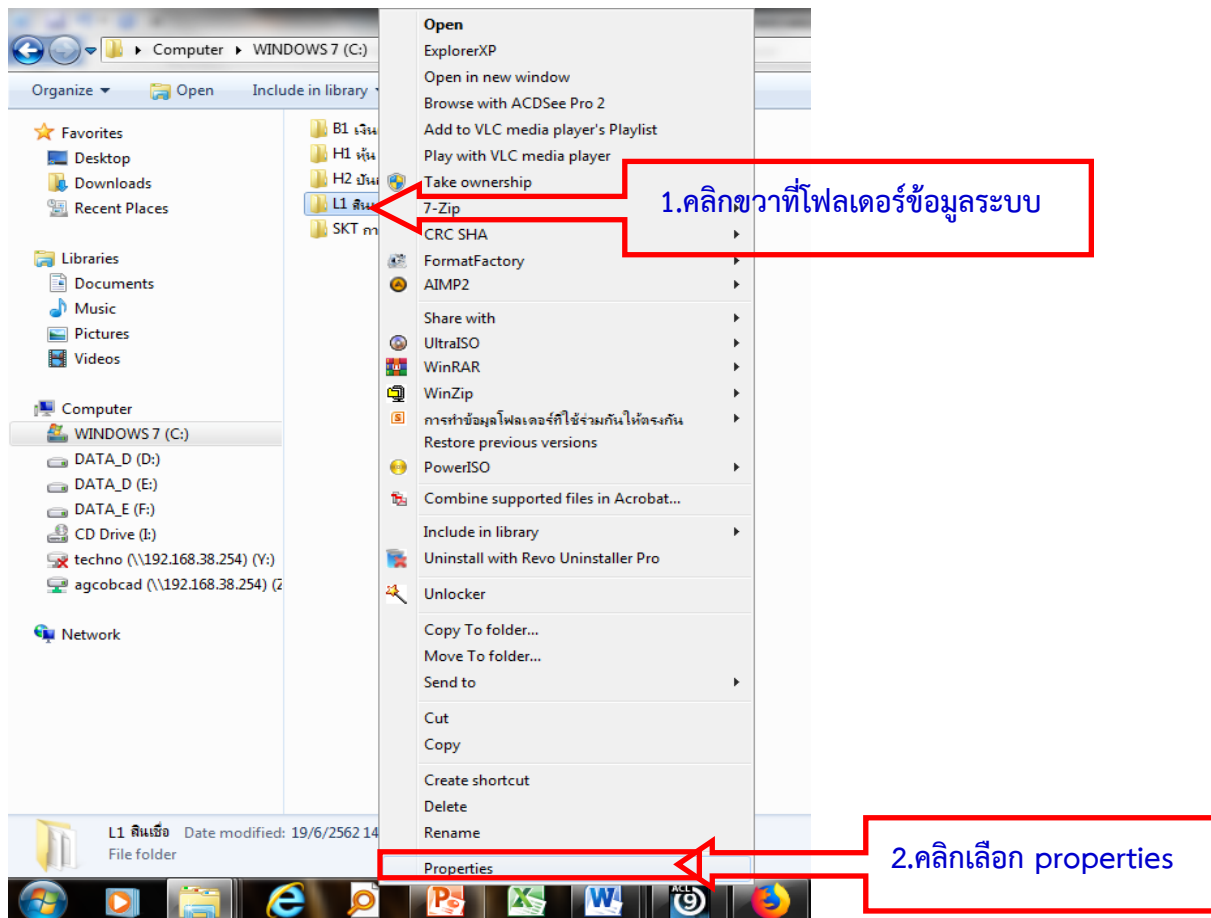 Computer ▸ WINDOWS 7 (C:)
Organize Open Include in library
Favorites
Desktop
Downloads
Recent Places
Libraries
Documents
Music
Pictures
Videos
Computer
WINDOWS 7 (C:)
DATA_D (D:)
DATA_D (E:)
DATA_E (F:)
CD Drive (I:)
techno (\\192.168.38.254) (Y:)
agcobcad (\\192.168.38.254) (Z
Network
B1
H1 หุ้น
H2
L1
SKT
Open
ExplorerXP
Open in new window
Browse with ACDSee Pro 2
Add to VLC media player's Playlist
Play with VLC media player
Take ownership
7-Zip
CRC SHA
FormatFactory
AIMP2
Share with
UltraISO
WinRAR
WinZip
การทำข้อมูลโฟลเดอร์ที่ใช้ร่วมกันให้ตรงกัน
Restore previous versions
PowerISO
Combine supported files in Acrobat...
Include in library
Uninstall with Revo Uninstaller Pro
Unlocker
Copy To folder...
Move To folder...
Send to
Cut
Copy
Create shortcut
Delete
Rename
Properties
1.คลิกขวาที่โฟลเดอร์ข้อมูลระบบ
2.คลิกเลือก properties
L1 สินเชื่อ Date modified: 19/6/2562 14
File folder